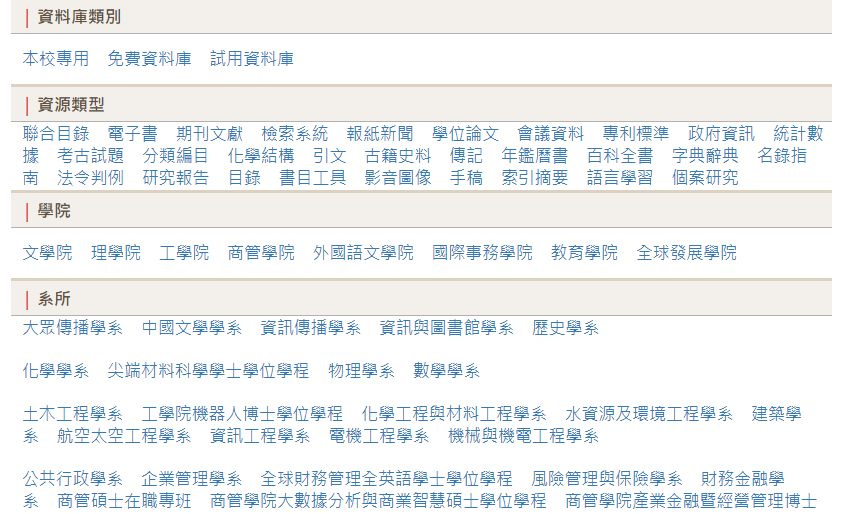 | 資料庫類別
本校專用 免費資料庫 試用資料庫
| 資源類型
聯合目錄 電子書 期刊文獻 檢索系統 報紙新聞 學位論文 會議資料 專利標準 政府資訊 統計數
據 考古試題 分類編目 化學結構 引文 古籍史料 傳記 年鑑曆書 百科全書 字典辭典 名錄指
南 法令判例 研究報告 目錄 書目工具 影音圖像 手稿 索引摘要 語言學習 個案研究
| 學院
文學院 理學院 工學院 商管學院 外國語文學院 國際事務學院 教育學院 全球發展學院
| 系所
大眾傳播學系 中國文學學系 資訊傳播學系 資訊與圖書館學系 歷史學系
化學學系 尖端材料科學學士學位學程 物理學系 數學學系
土木工程學系 工學院機器人博士學位學程 化學工程與材料工程學系 水資源及環境工程學系 建築學
系 航空太空工程學系 資訊工程學系 電機工程學系 機械與機電工程學系
公共行政學系 企業管理學系 全球財務管理全英語學士學位學程 風險管理與保險學系 財務金融學
系 商管碩士在職專班 商管學院大數據分析與商業智慧碩士學位學程 商管學院產業金融暨經營管理博士